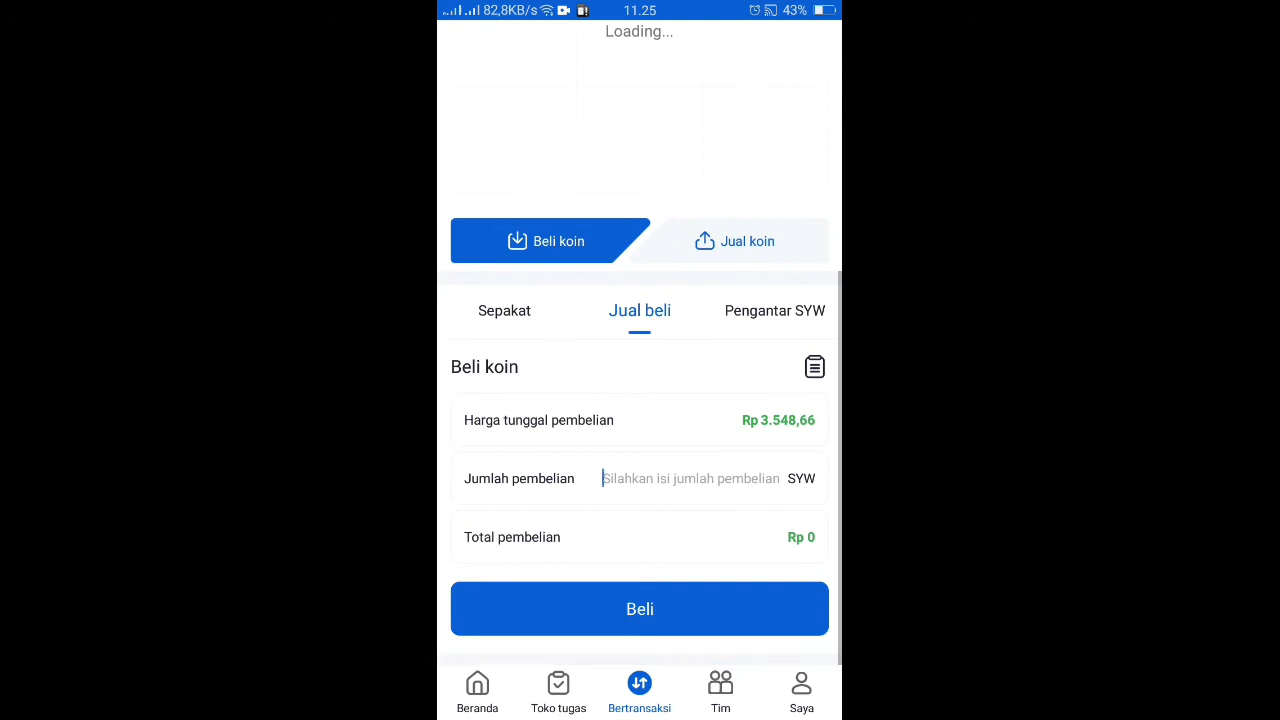 82,8KB/s 11.25 43%
Loading...
Beli koin Jual koin
Sepakat Jual beli Pengantar SYW
Beli koin
Harga tunggal pembelian Rp 3.548,66
Jumlah pembelian Silahkan isi jumlah pembelian SYW
Total pembelian Rp 0
Beli
Beranda Toko tugas Bertransaksi Tim Saya